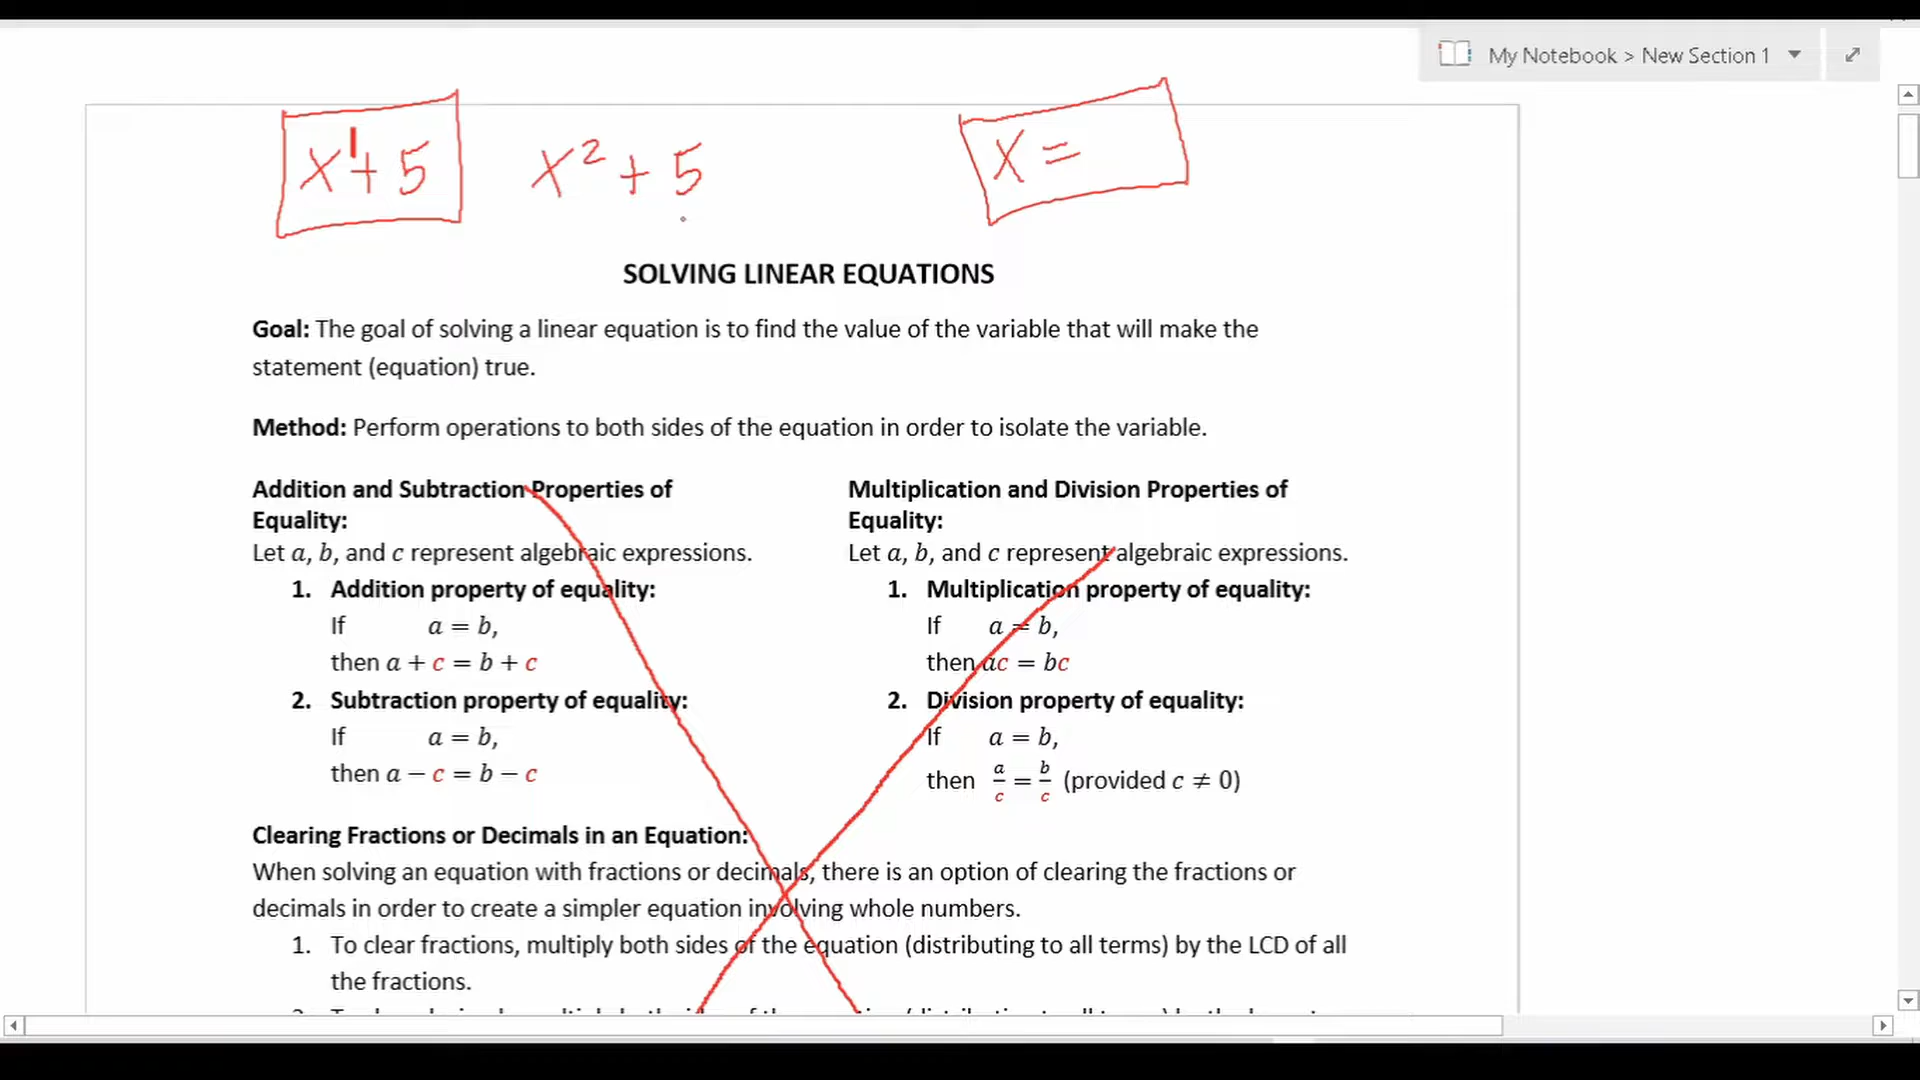 My Notebook > New Section 1
x¹+ 5 x² + 5 x =
SOLVING LINEAR EQUATIONS
Goal: The goal of solving a linear equation is to find the value of the variable that will make the
statement (equation) true.
Method: Perform operations to both sides of the equation in order to isolate the variable.
Addition and Subtraction Properties of
Equality:
Let a, b, and c represent algebraic expressions.
1. Addition property of equality:
If a = b,
then a + c = b + c
2. Subtraction property of equality:
If a = b,
then a − c = b − c
Multiplication and Division Properties of
Equality:
Let a, b, and c represent algebraic expressions.
1. Multiplication property of equality:
If a = b,
then ac = bc
2. Division property of equality:
If a = b,
then a/c = b/c (provided c ≠ 0)
Clearing Fractions or Decimals in an Equation:
When solving an equation with fractions or decimals, there is an option of clearing the fractions or
decimals in order to create a simpler equation involving whole numbers.
1. To clear fractions, multiply both sides of the equation (distributing to all terms) by the LCD of all
the fractions.